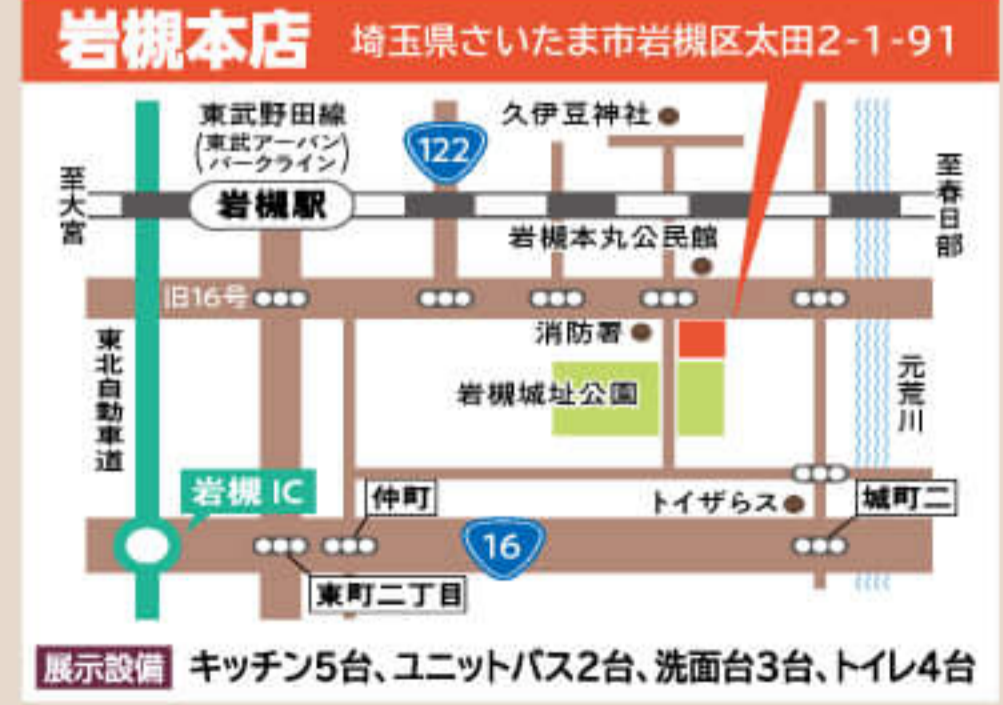 岩槻本店 埼玉県さいたま市岩槻区太田2-1-91
東武野田線
(東武アーバン
パークライン)
久伊豆神社
122
至大宮
岩槻駅
至春日部
岩槻本丸公民館
旧16号
消防署
東北自動車道
岩槻城址公園
元荒川
岩槻 IC
仲町
トイザらス
城町二
16
東町二丁目
展示設備 キッチン5台、ユニットバス2台、洗面台3台、トイレ4台